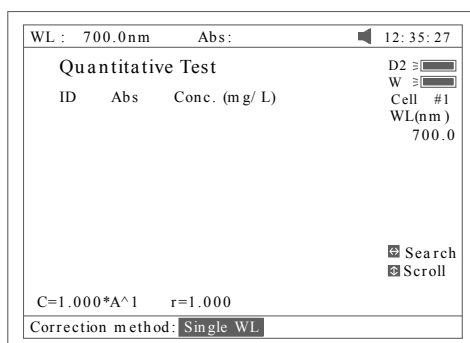 WL: 700.0nm Abs: 12:35:27
Quantitative Test
ID Abs Conc. (mg/L)
D2
W
Cell #1
WL(nm)
700.0
Search
Scroll
C=1.000*A^1 r=1.000
Correction method: Single WL